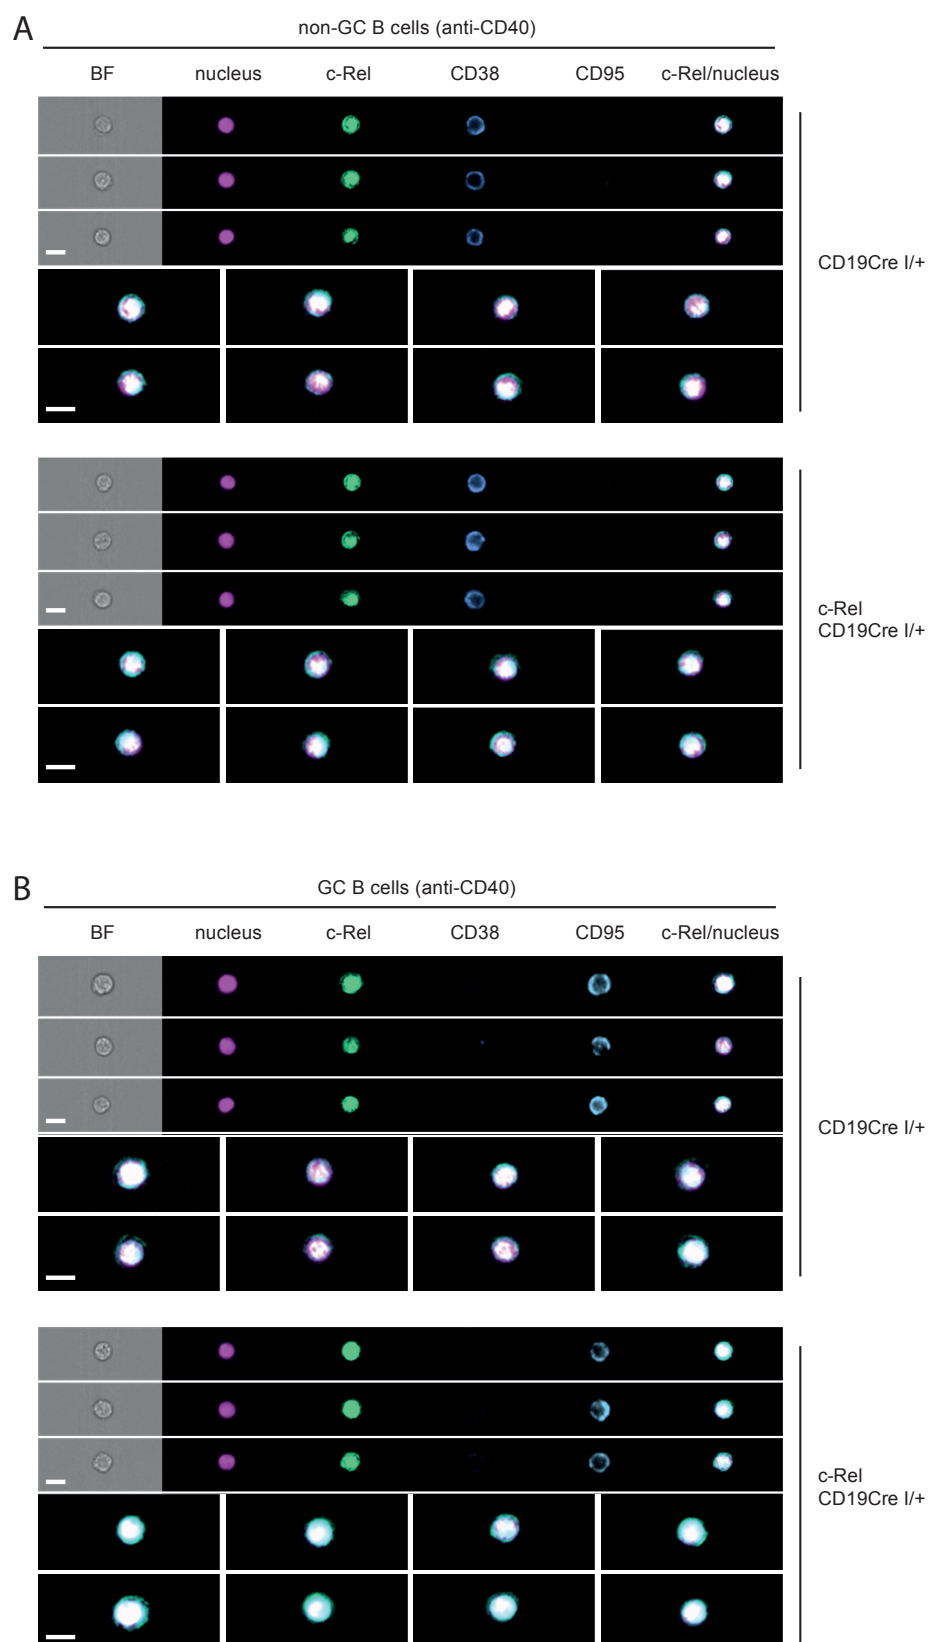 A
non-GC B cells (anti-CD40)
BF nucleus c-Rel CD38 CD95 c-Rel/nucleus
CD19Cre I/+
c-Rel
CD19Cre I/+
B
GC B cells (anti-CD40)
BF nucleus c-Rel CD38 CD95 c-Rel/nucleus
CD19Cre I/+
c-Rel
CD19Cre I/+